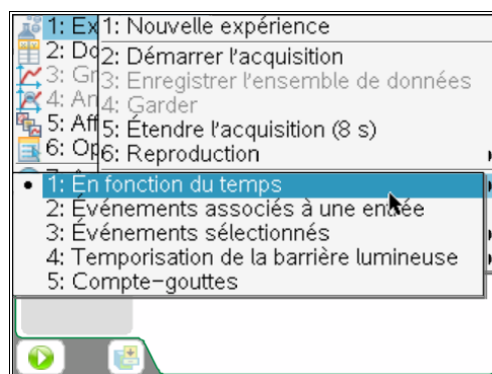 1: Ex
2: Do
3: Gr
4: An
5: Aff
6: Op
1: Nouvelle expérience
2: Démarrer l'acquisition
3: Enregistrer l'ensemble de données
4: Garder
5: Étendre l'acquisition (8 s)
6: Reproduction
• 1: En fonction du temps
2: Événements associés à une entrée
3: Événements sélectionnés
4: Temporisation de la barrière lumineuse
5: Compte-gouttes